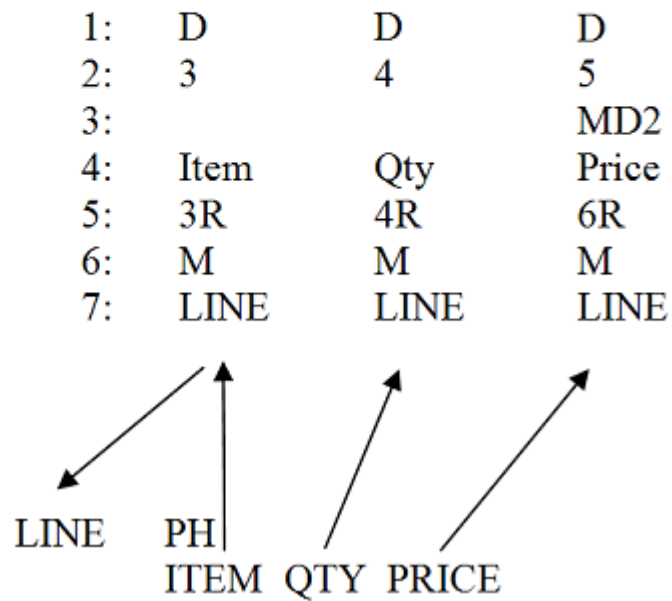 1: D D D
2: 3 4 5
3: MD2
4: Item Qty Price
5: 3R 4R 6R
6: M M M
7: LINE LINE LINE
LINE PH
ITEM QTY PRICE